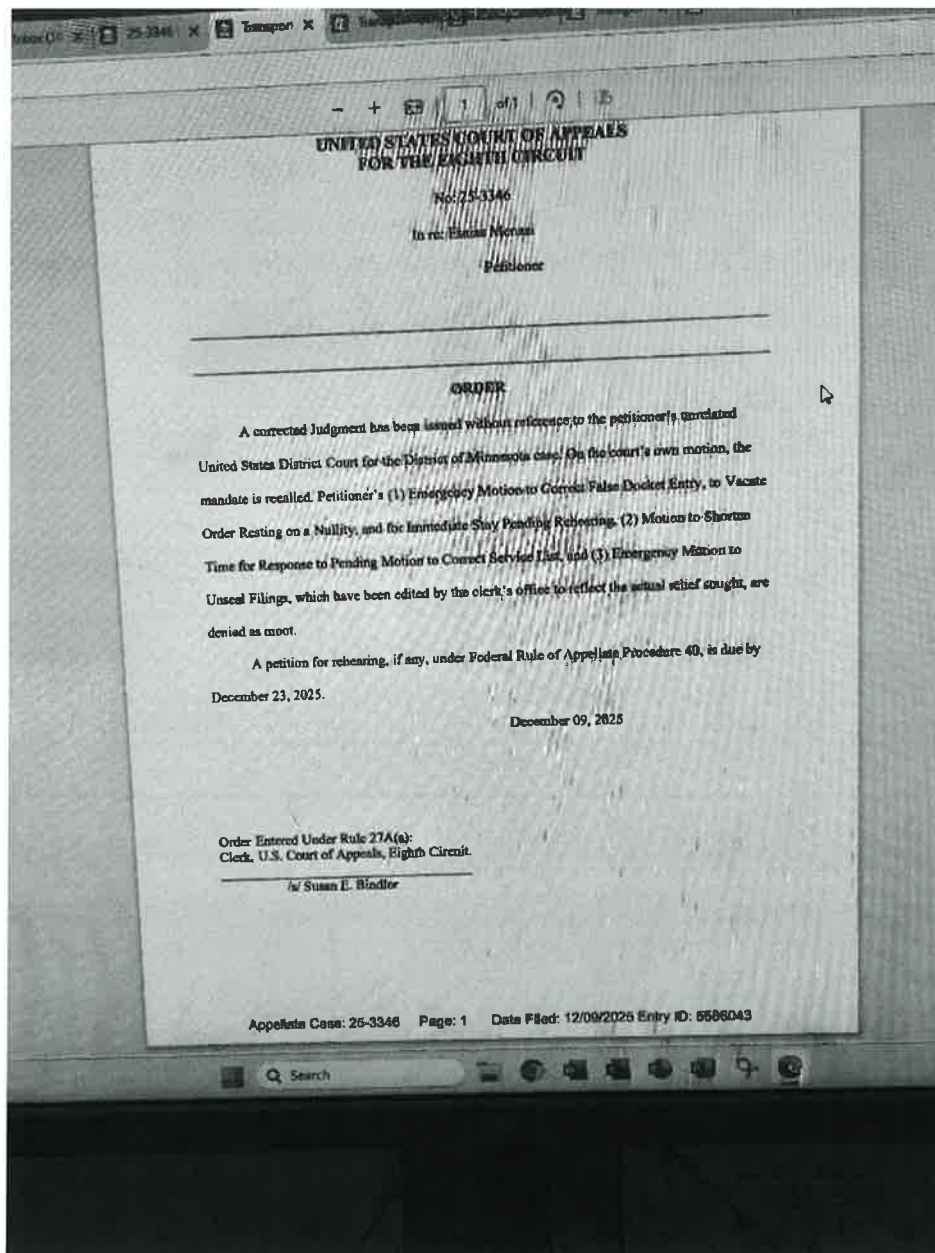 25-3346
1 of 1
UNITED STATES COURT OF APPEALS
FOR THE EIGHTH CIRCUIT
No: 25-3346
In re:
Petitioner
ORDER
A corrected Judgment has been issued without reference to the petitioner's unrelated
United States District Court for the District of Minnesota case. On the court's own motion, the
mandate is recalled. Petitioner's (1) Emergency Motion to Correct False Docket Entry, to Vacate
Order Resting on a Nullity, and for Immediate Stay Pending Rehearing, (2) Motion to Shorten
Time for Response to Pending Motion to Correct Service List, and (3) Emergency Motion to
Unseal Filings, which have been edited by the clerk's office to reflect the actual relief sought, are
denied as moot.
A petition for rehearing, if any, under Federal Rule of Appellate Procedure 40, is due by
December 23, 2025.
December 09, 2025
Order Entered Under Rule 27A(a):
Clerk, U.S. Court of Appeals, Eighth Circuit.
/s/ Susan E. Bindler
Appellate Case: 25-3346 Page: 1 Date Filed: 12/09/2025 Entry ID: 5586043
Search